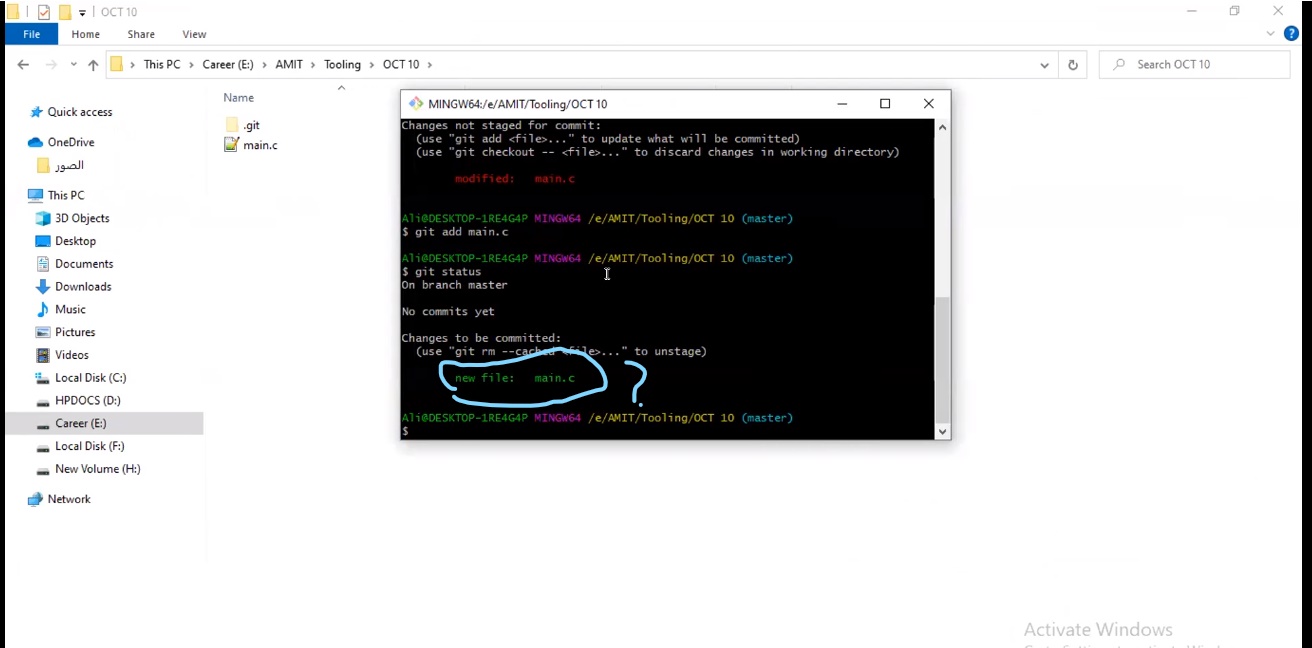 OCT 10
File Home Share View
This PC > Career (E:) > AMIT > Tooling > OCT 10 >
Search OCT 10
Name
.git
main.c
Quick access
OneDrive
الصور
This PC
3D Objects
Desktop
Documents
Downloads
Music
Pictures
Videos
Local Disk (C:)
HPDOCS (D:)
Career (E:)
Local Disk (F:)
New Volume (H:)
Network
MINGW64:/e/AMIT/Tooling/OCT 10
Changes not staged for commit:
(use "git add <file>..." to update what will be committed)
(use "git checkout -- <file>..." to discard changes in working directory)
modified: main.c
Ali@DESKTOP-1RE4G4P MINGW64 /e/AMIT/Tooling/OCT 10 (master)
$ git add main.c
Ali@DESKTOP-1RE4G4P MINGW64 /e/AMIT/Tooling/OCT 10 (master)
$ git status
On branch master
No commits yet
Changes to be committed:
(use "git rm --cached <file>..." to unstage)
new file: main.c
?
Ali@DESKTOP-1RE4G4P MINGW64 /e/AMIT/Tooling/OCT 10 (master)
$
Activate Windows